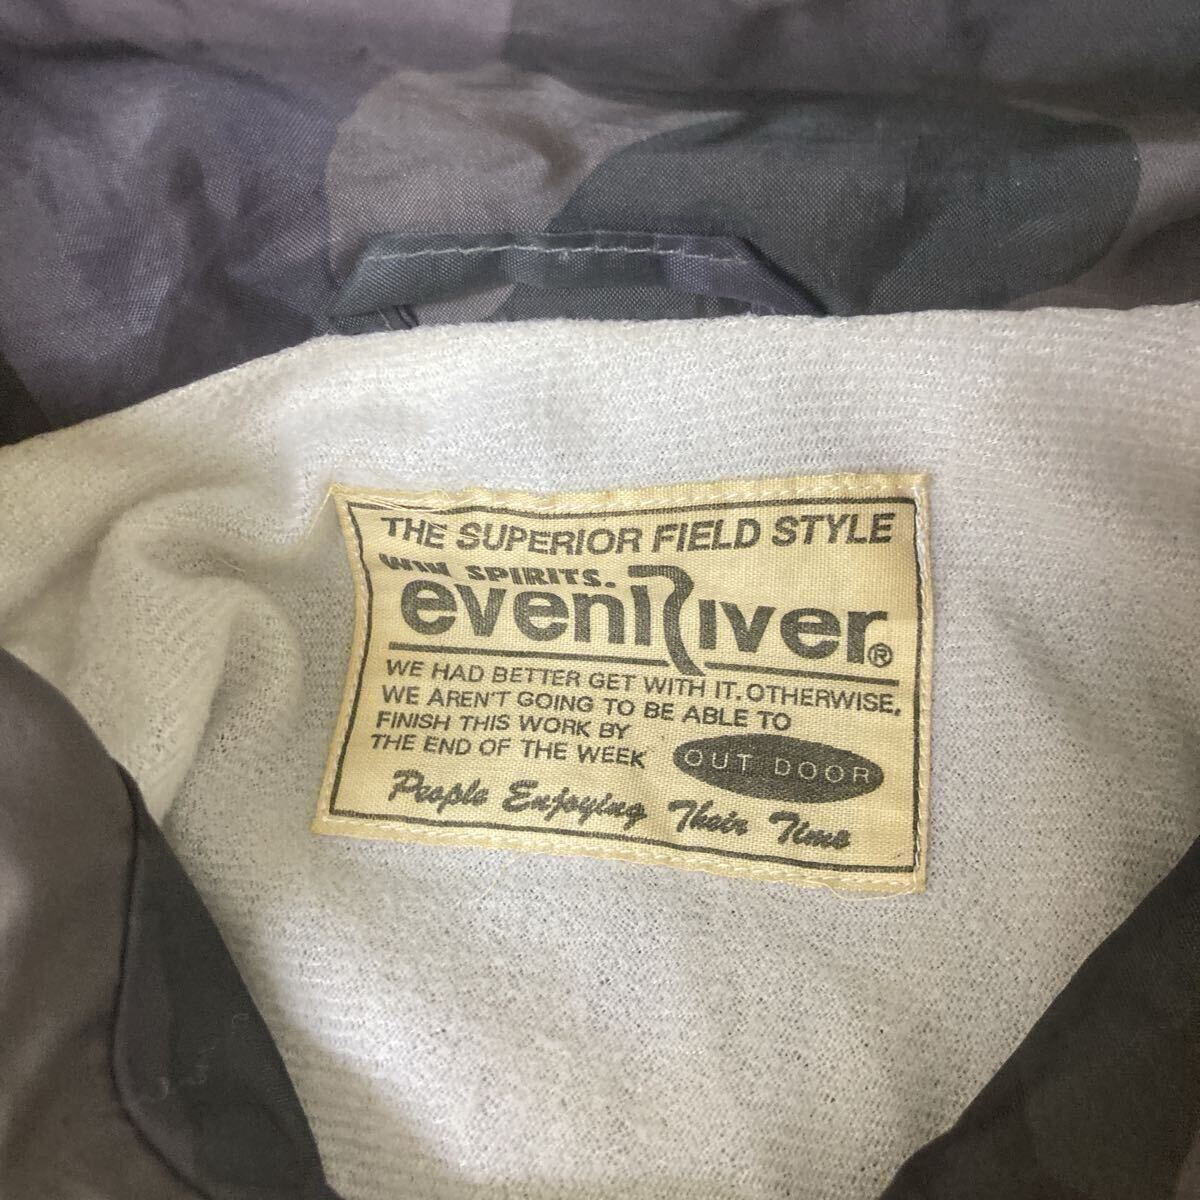 THE SUPERIOR FIELD STYLE
WIN SPIRITS.
evenRiver®
WE HAD BETTER GET WITH IT. OTHERWISE,
WE AREN'T GOING TO BE ABLE TO
FINISH THIS WORK BY
THE END OF THE WEEK
OUT DOOR
People Enjoying Their Time